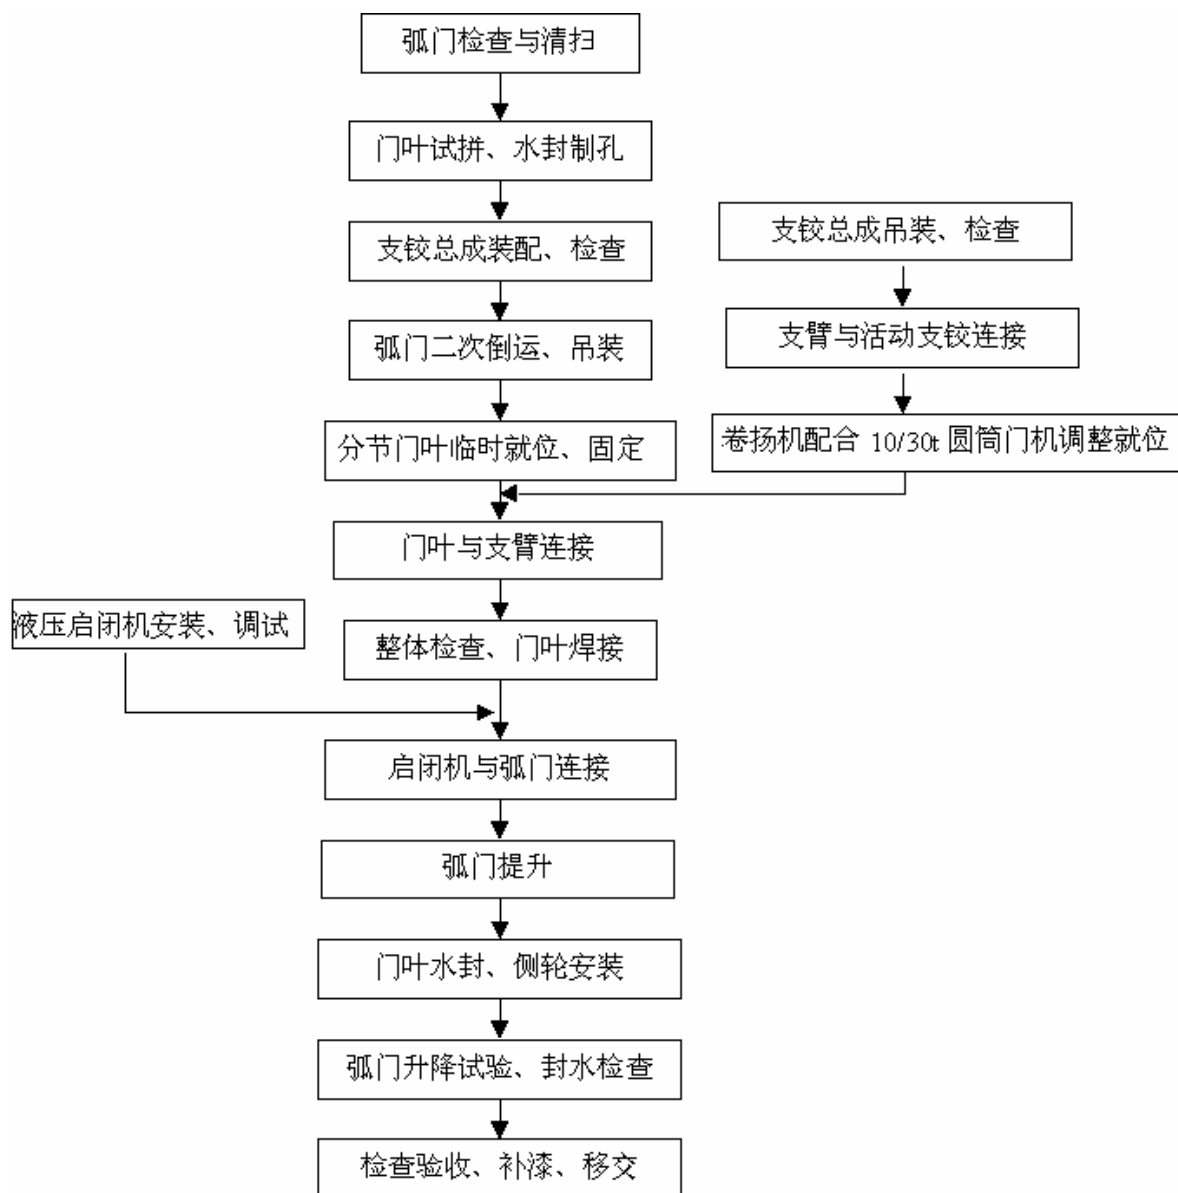 弧门检查与清扫
门叶试拼、水封制孔
支铰总成装配、检查
支铰总成吊装、检查
弧门二次倒运、吊装
支臂与活动支铰连接
分节门叶临时就位、固定
卷扬机配合 10/30t 圆筒门机调整就位
门叶与支臂连接
液压启闭机安装、调试
整体检查、门叶焊接
启闭机与弧门连接
弧门提升
门叶水封、侧轮安装
弧门升降试验、封水检查
检查验收、补漆、移交